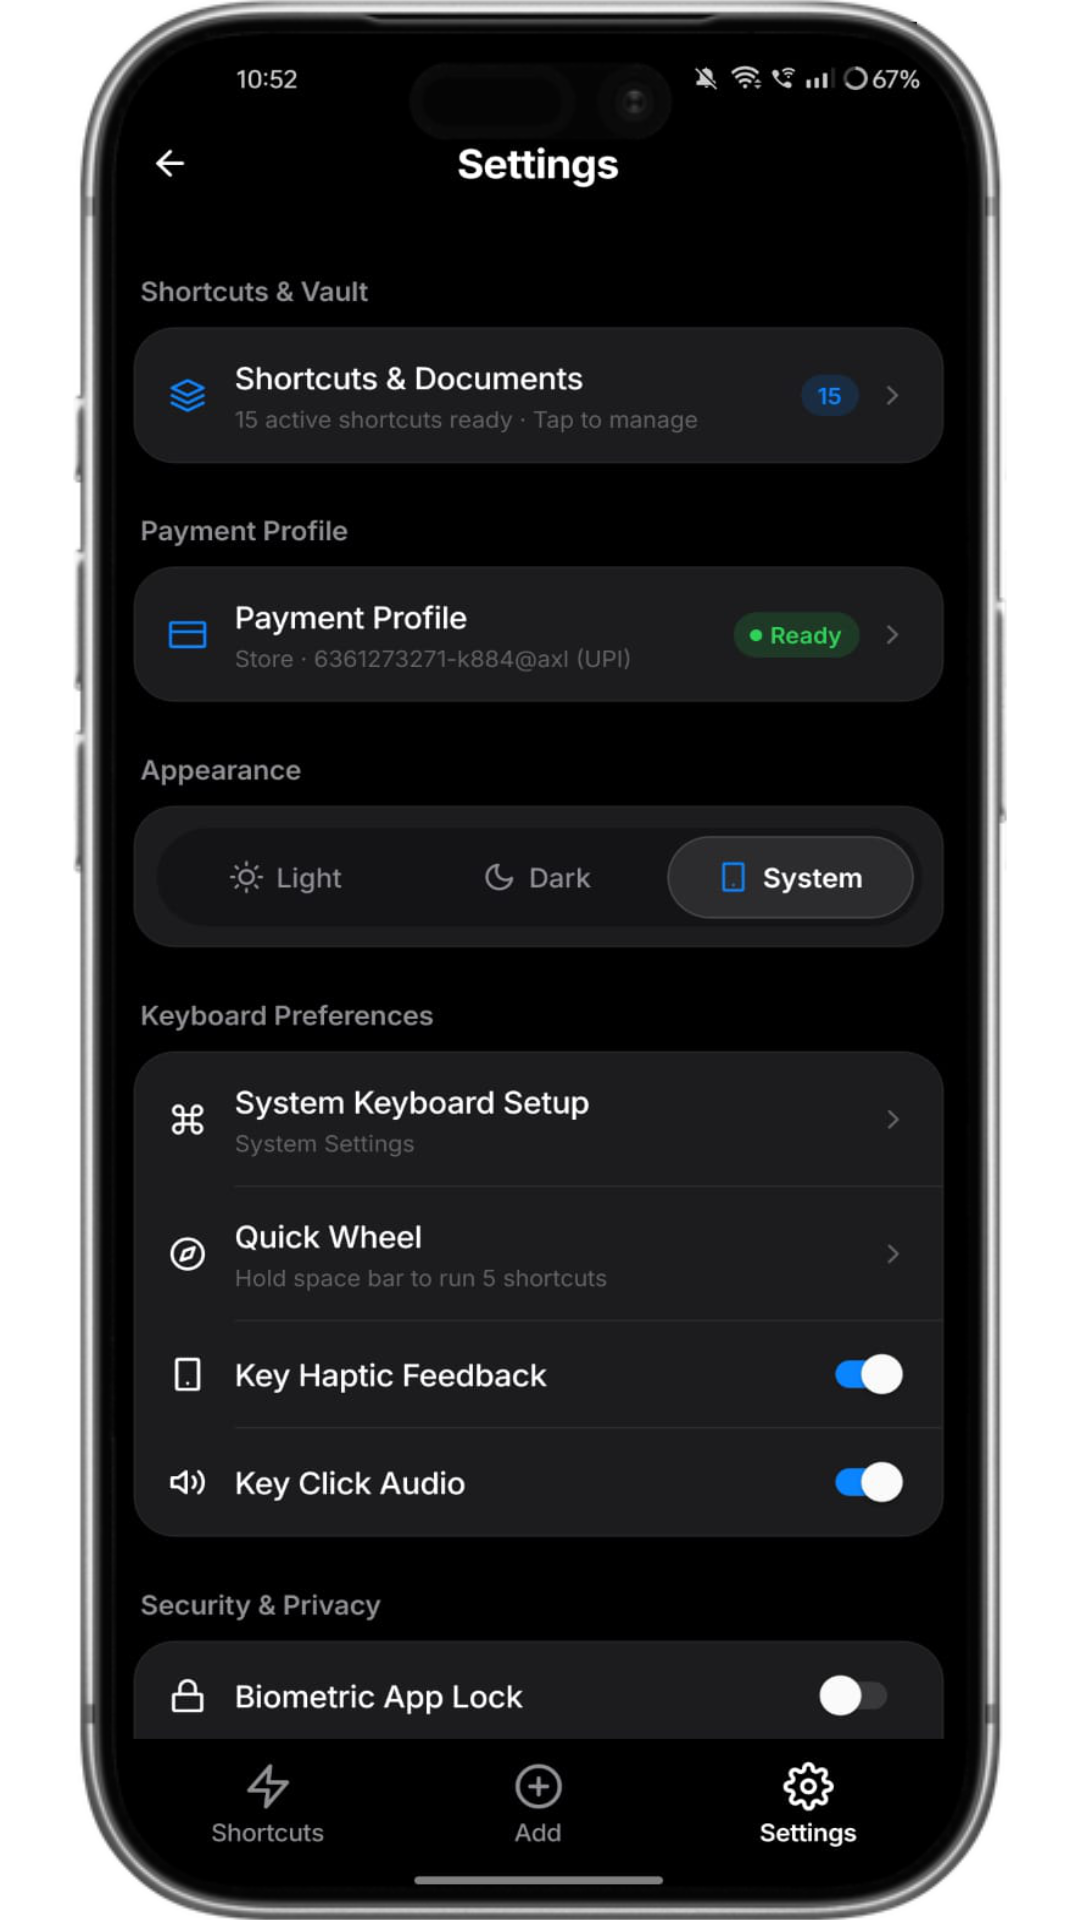 10:52
67%
Settings
Shortcuts & Vault
Shortcuts & Documents
15 active shortcuts ready · Tap to manage
15
Payment Profile
Payment Profile
Store · 6361273271-k884@axl (UPI)
Ready
Appearance
Light
Dark
System
Keyboard Preferences
System Keyboard Setup
System Settings
Quick Wheel
Hold space bar to run 5 shortcuts
Key Haptic Feedback
Key Click Audio
Security & Privacy
Biometric App Lock
Shortcuts
Add
Settings